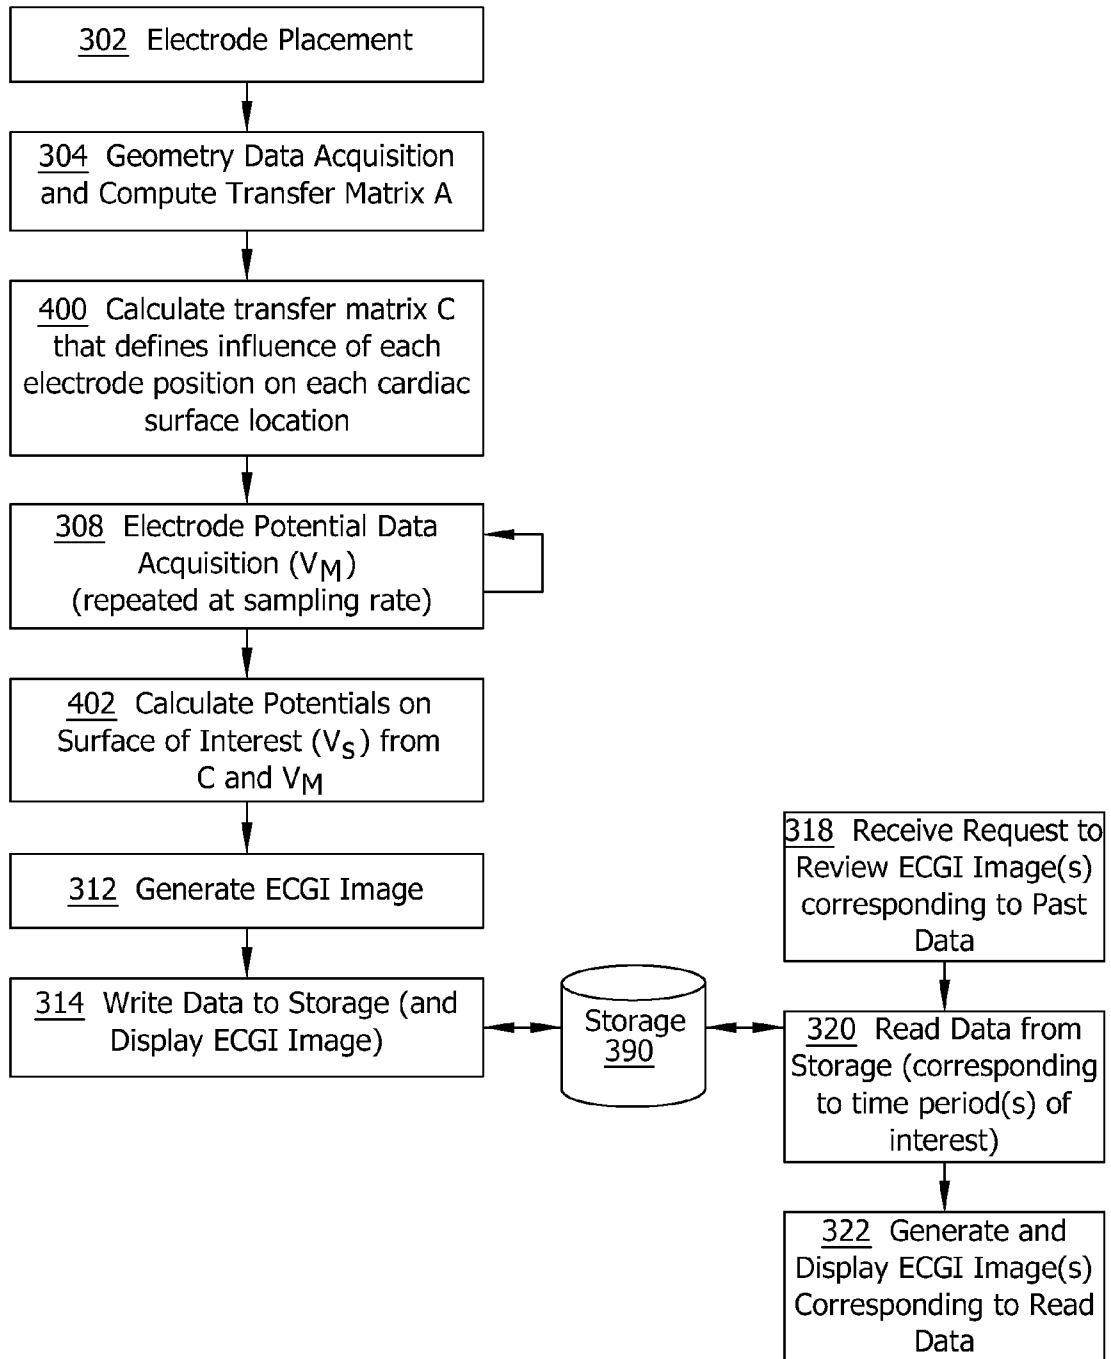 302 Electrode Placement
304 Geometry Data Acquisition
and Compute Transfer Matrix A
400 Calculate transfer matrix C
that defines influence of each
electrode position on each cardiac
surface location
308 Electrode Potential Data
Acquisition (VM)
(repeated at sampling rate)
402 Calculate Potentials on
Surface of Interest (VS) from
C and VM
312 Generate ECGI Image
314 Write Data to Storage (and
Display ECGI Image)
Storage
390
318 Receive Request to
Review ECGI Image(s)
corresponding to Past
Data
320 Read Data from
Storage (corresponding
to time period(s) of
interest)
322 Generate and
Display ECGI Image(s)
Corresponding to Read
Data